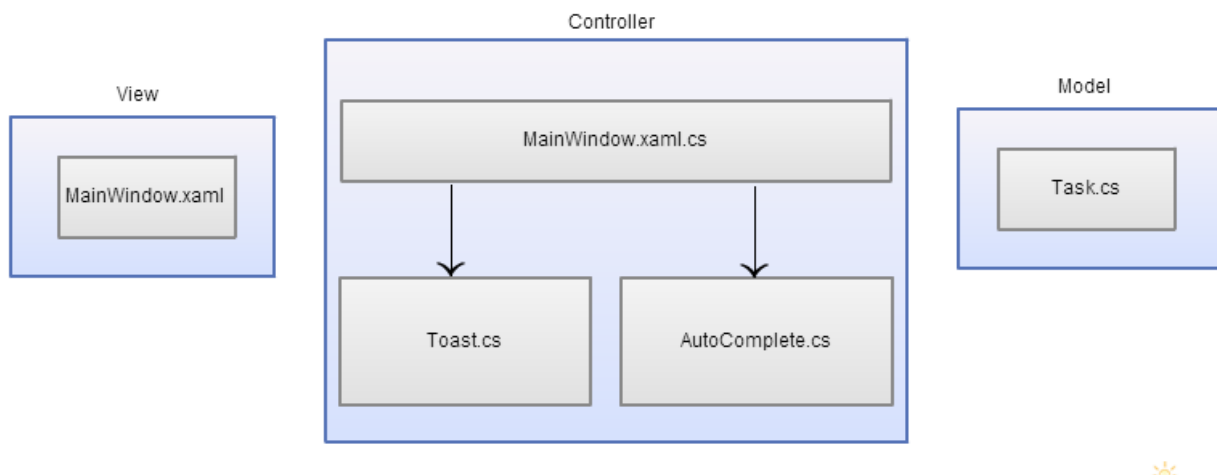 Controller
View
Model
MainWindow.xaml.cs
MainWindow.xaml
Task.cs
Toast.cs
AutoComplete.cs